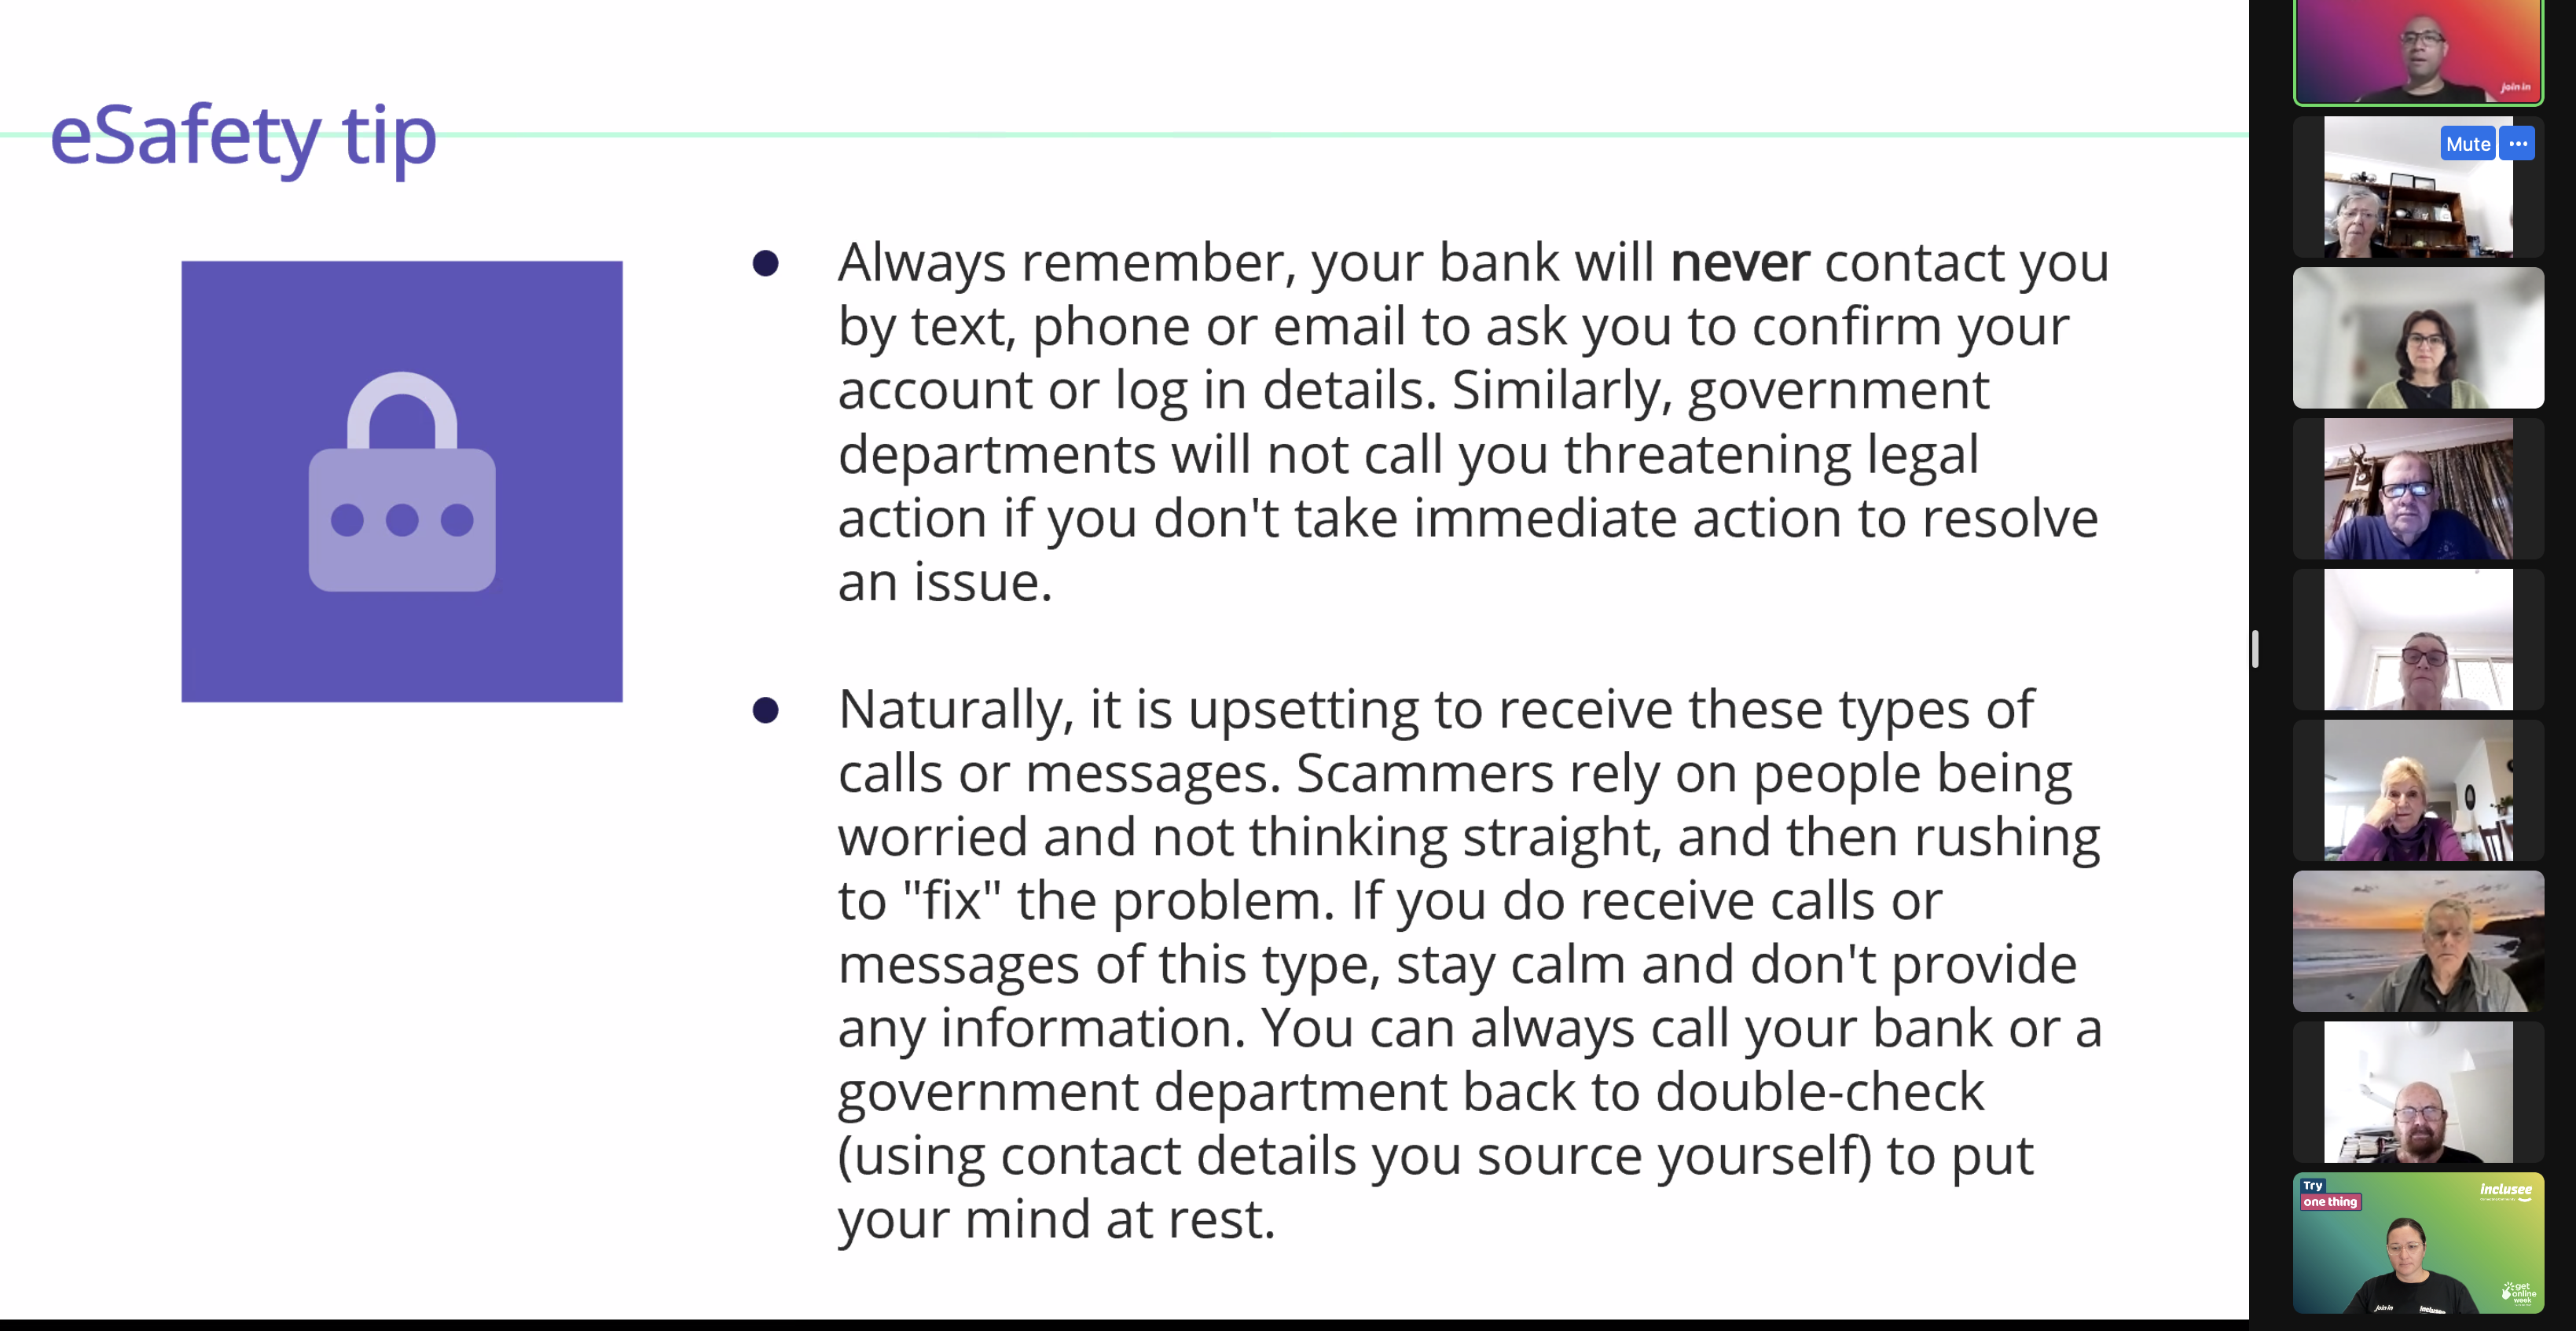 eSafety tip
Always remember, your bank will never contact you
by text, phone or email to ask you to confirm your
account or log in details. Similarly, government
departments will not call you threatening legal
action if you don't take immediate action to resolve
an issue.
Naturally, it is upsetting to receive these types of
calls or messages. Scammers rely on people being
worried and not thinking straight, and then rushing
to "fix" the problem. If you do receive calls or
messages of this type, stay calm and don't provide
any information. You can always call your bank or a
government department back to double-check
(using contact details you source yourself) to put
your mind at rest.
join in
Mute
Try
one thing
inclusee
get
online
week
join in
inclusee